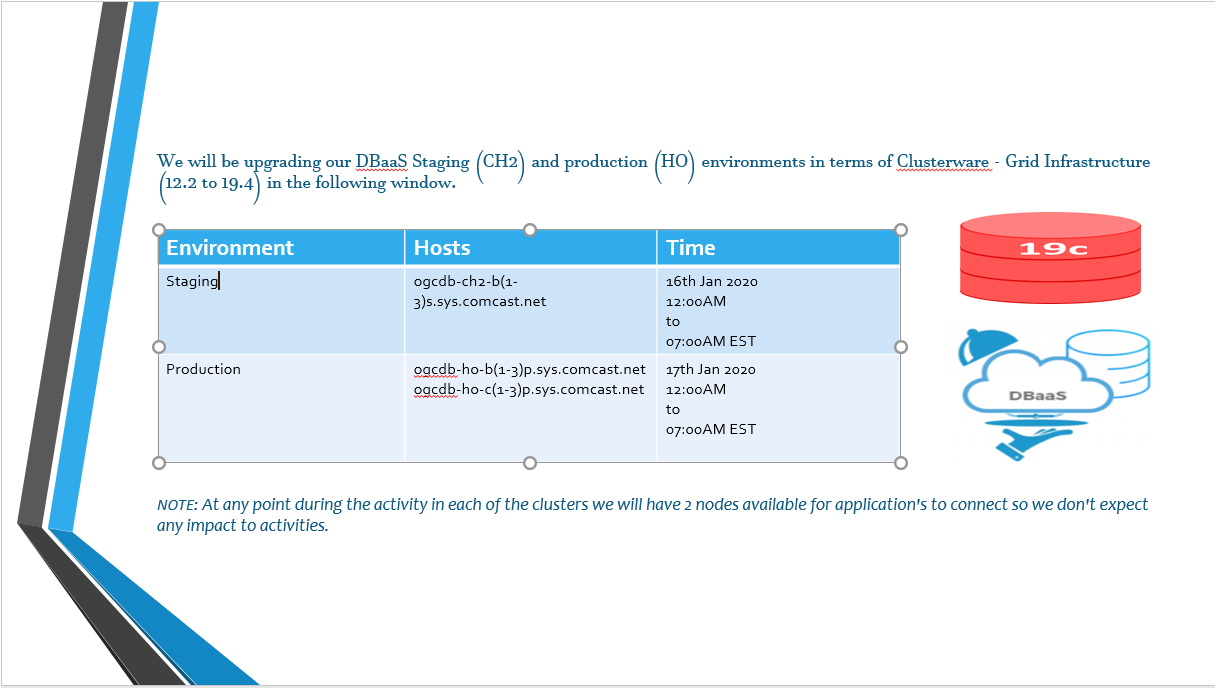 We will be upgrading our DBaaS Staging (CH2) and production (HO) environments in terms of Clusterware - Grid Infrastructure
(12.2 to 19.4) in the following window.
Environment Hosts Time
Staging ogcdb-ch2-b(1- 16th Jan 2020
3)s.sys.comcast.net 12:00AM
to
07:00AM EST
Production ogcdb-ho-b(1-3)p.sys.comcast.net 17th Jan 2020
ogcdb-ho-c(1-3)p.sys.comcast.net 12:00AM
to
07:00AM EST
19c
DBaaS
NOTE: At any point during the activity in each of the clusters we will have 2 nodes available for application's to connect so we don't expect
any impact to activities.